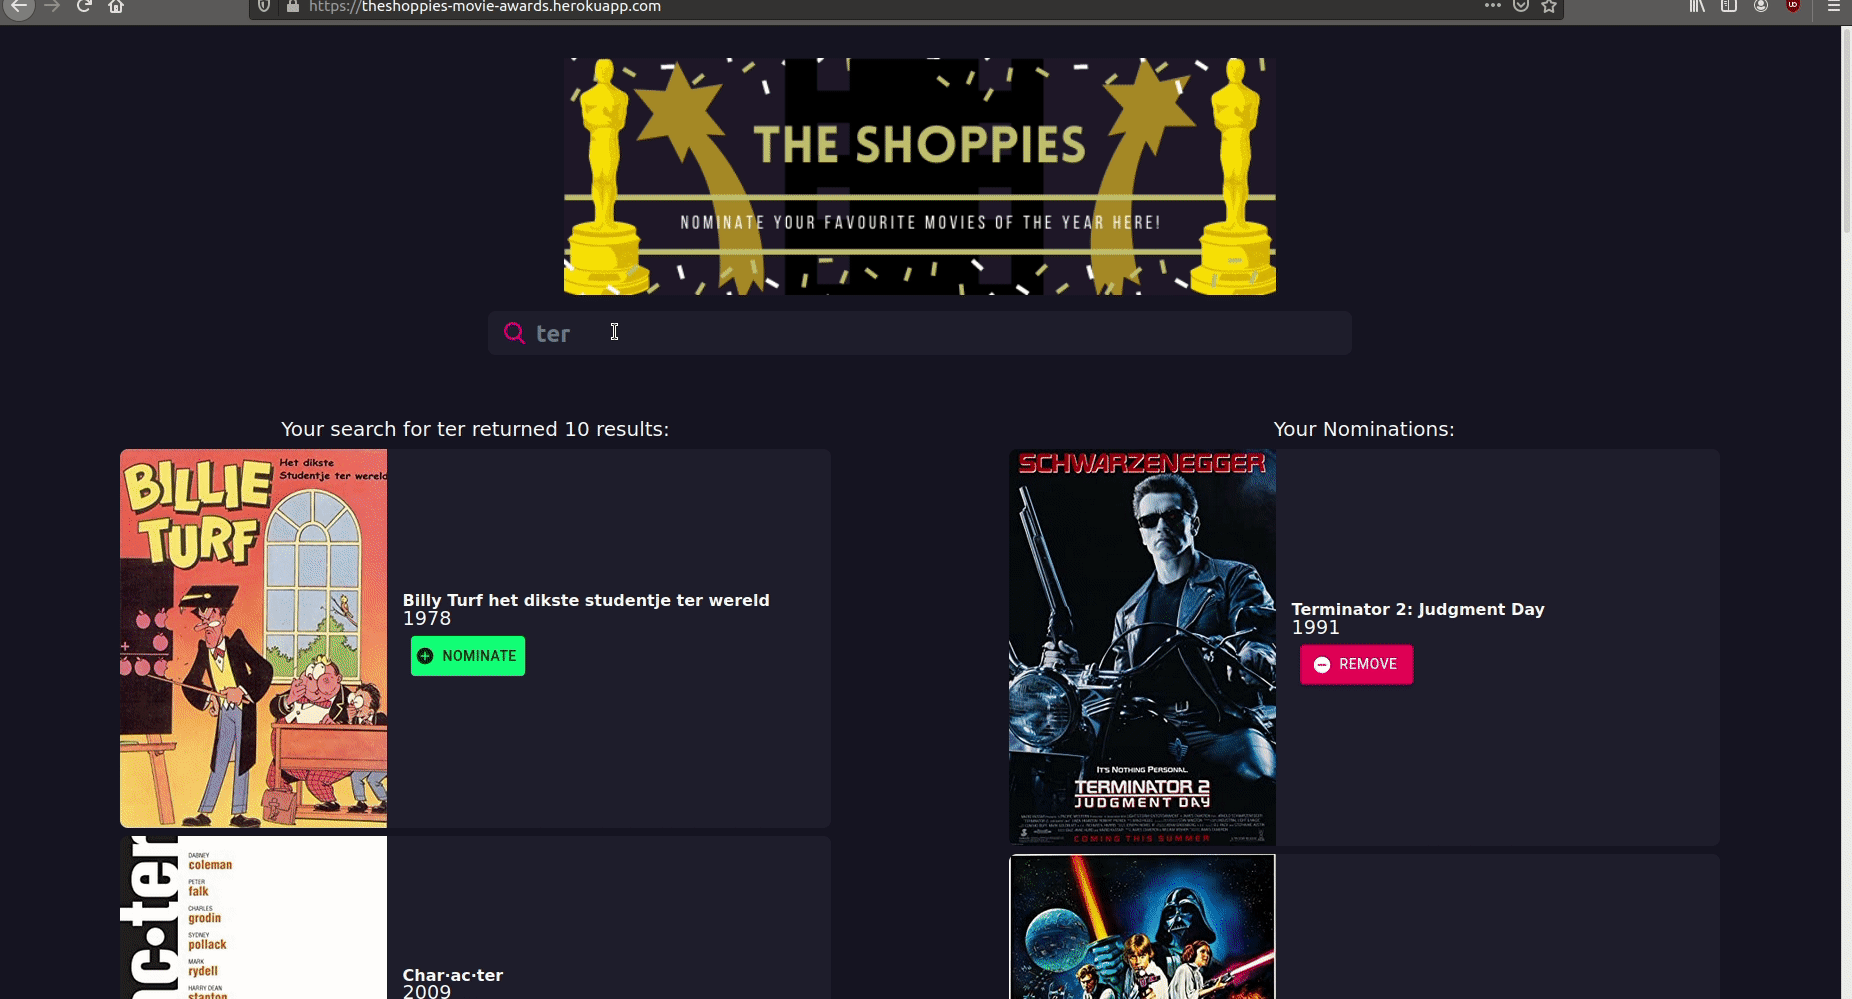 https://theshoppies-movie-awards.herokuapp.com
THE SHOPPIES
NOMINATE YOUR FAVOURITE MOVIES OF THE YEAR HERE!
ter
Your search for ter returned 10 results:
BILLIE
TURF
Het dikste
Studentje ter wereld
Billy Turf het dikste studentje ter wereld
1978
NOMINATE
ac·ter
DABNEY
coleman
PETER
falk
CHARLES
grodin
SYDNEY
pollack
MARK
rydell
HARRY DEAN
stanton
Char·ac·ter
2009
Your Nominations:
SCHWARZENEGGER
IT'S NOTHING PERSONAL.
TERMINATOR 2
JUDGMENT DAY
COMING THIS SUMMER
Terminator 2: Judgment Day
1991
REMOVE